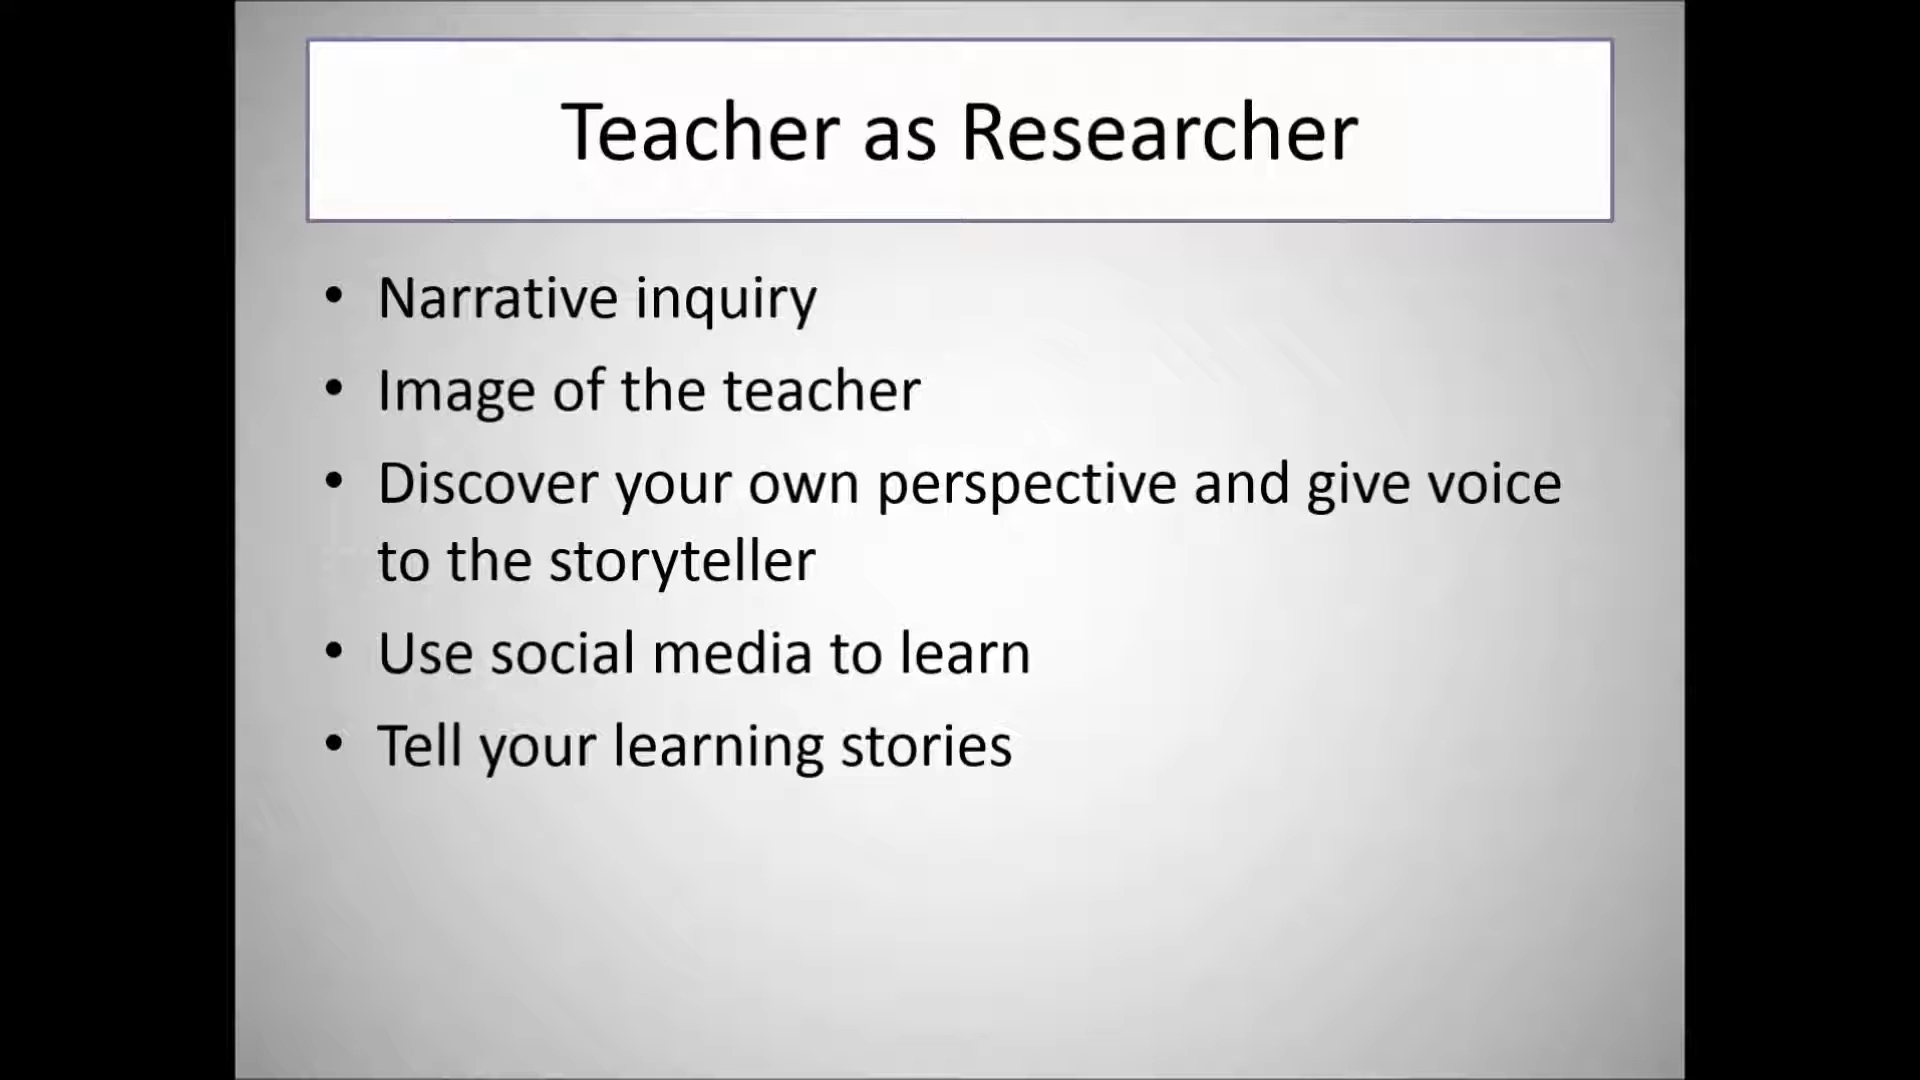 Teacher as Researcher
• Narrative inquiry
• Image of the teacher
• Discover your own perspective and give voice
to the storyteller
• Use social media to learn
• Tell your learning stories